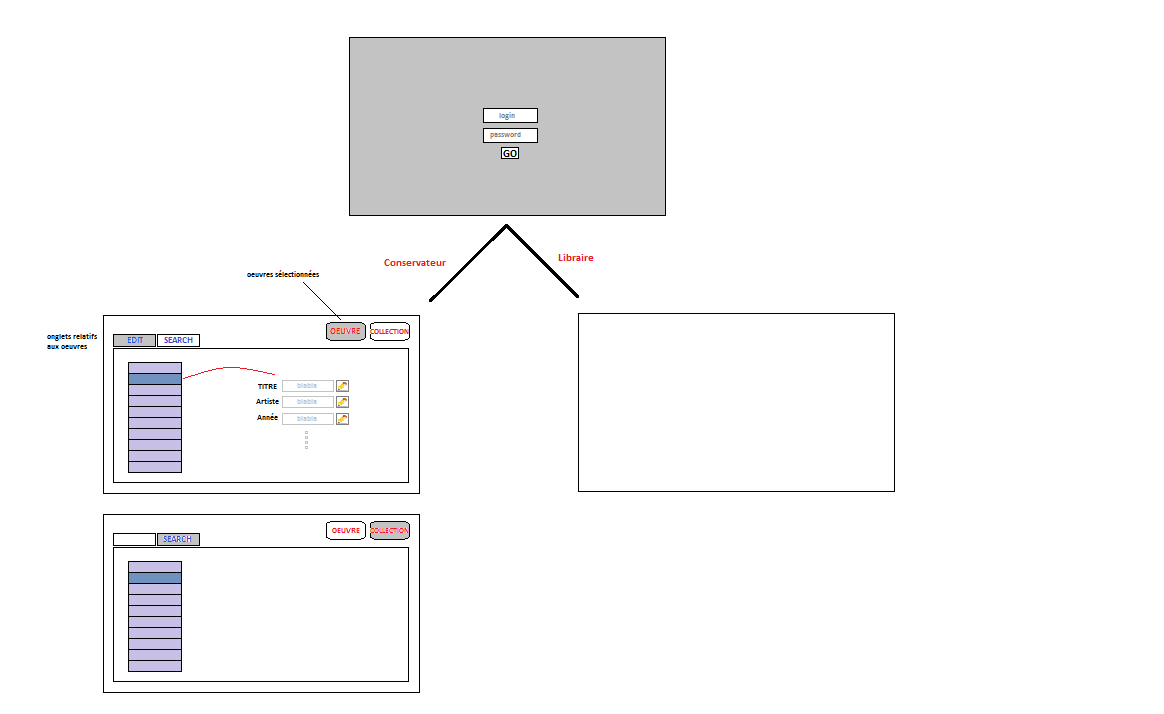 login
password
GO
Conservateur
Libraire
oeuvres sélectionnées
onglets relatifs
aux oeuvres
EDIT
SEARCH
OEUVRE
COLLECTION
TITRE
blabla
Artiste
blabla
Année
blabla
SEARCH
OEUVRE
COLLECTION